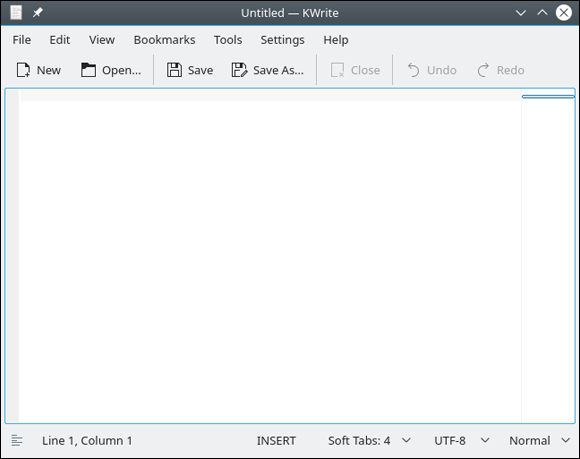 Untitled — KWrite
File Edit View Bookmarks Tools Settings Help
New Open... Save Save As... Close Undo Redo
Line 1, Column 1 INSERT Soft Tabs: 4 UTF-8 Normal